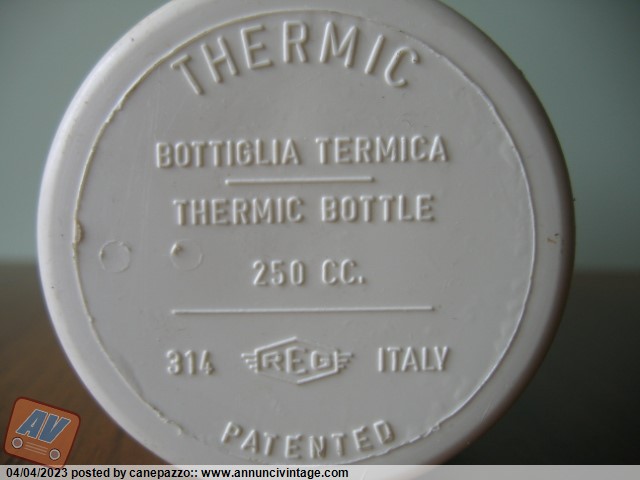 THERMIC
BOTTIGLIA TERMICA
THERMIC BOTTLE
250 CC.
314 REG ITALY
PATENTED
AV
04/04/2023 posted by canepazzo:: www.annuncivintage.com